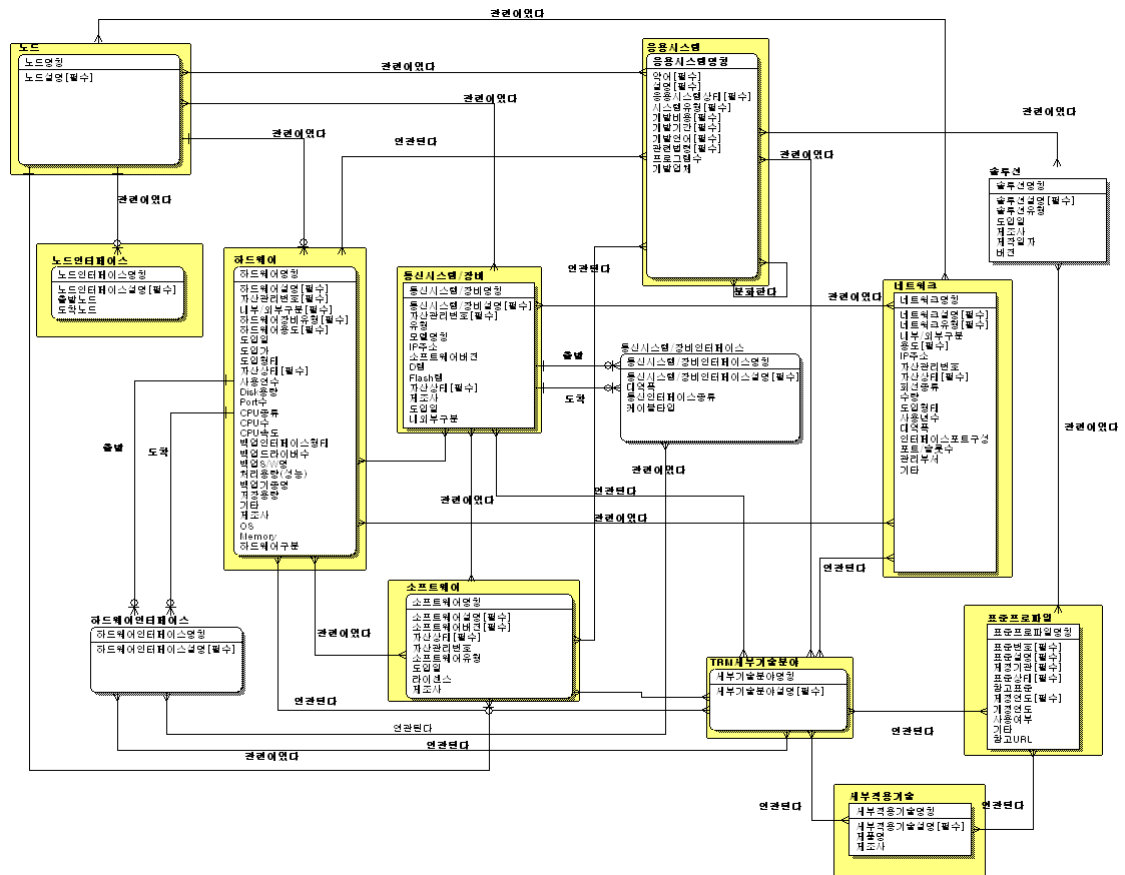 관련이있다
노드
노드명칭
노드설명[필수]
관련이있다
관련이있다
관련이있다
연관된다
관련이있다
응용시스템
응용시스템명칭
약어[필수]
설명[필수]
응용시스템상태[필수]
시스템유형[필수]
개발비용[필수]
개발기간[필수]
개발언어[필수]
관련법령[필수]
프로그램수
개발업체
관련이있다
관련이있다
솔루션
솔루션명칭
솔루션설명[필수]
솔루션유형
도입일
제조사
제작일자
버전
노드인터페이스
노드인터페이스명칭
노드인터페이스설명[필수]
출발노드
도착노드
하드웨어
하드웨어명칭
하드웨어설명[필수]
자산관리번호[필수]
내부/외부구분[필수]
하드웨어장비유형[필수]
하드웨어용도[필수]
도입일
도입가
도입형태
자산상태[필수]
사용연수
Disk용량
Port수
CPU종류
CPU수
CPU속도
백업인터페이스형태
백업드라이버수
백업S/W명
처리용량(성능)
백업기종명
저장용량
기타
제조사
OS
Memory
하드웨어구분
통신시스템/장비
통신시스템/장비명칭
통신시스템/장비설명[필수]
자산관리번호[필수]
유형
모델명칭
IP주소
소프트웨어버전
D램
Flash램
자산상태[필수]
제조사
도입일
내외부구분
연관된다
분화한다
관련이있다
네트워크
네트워크명칭
네트워크설명[필수]
네트워크유형[필수]
내부/외부구분
용도[필수]
IP주소
자산관리번호
자산상태[필수]
회선종류
수량
도입형태
사용년수
대역폭
인터페이스포트구성
포트/슬롯수
관리부서
기타
출발
도착
통신시스템/장비인터페이스
통신시스템/장비인터페이스명칭
통신시스템/장비인터페이스설명[필수]
대역폭
통신인터페이스종류
케이블타입
출발
도착
관련이있다
관련이있다
관련이있다
연관된다
관련이있다
연관된다
하드웨어인터페이스
하드웨어인터페이스명칭
하드웨어인터페이스설명[필수]
관련이있다
소프트웨어
소프트웨어명칭
소프트웨어설명[필수]
소프트웨어버전[필수]
자산상태[필수]
자산관리번호
소프트웨어유형
도입일
라이센스
제조사
TRM세부기술분야
세부기술분야명칭
세부기술분야설명[필수]
표준프로파일
표준프로파일명칭
표준번호[필수]
표준설명[필수]
제정기관[필수]
표준상태[필수]
참고표준
제정연도[필수]
개정연도
사용여부
기타
참고URL
연관된다
연관된다
연관된다
연관된다
관련이있다
연관된다
연관된다
세부적용기술
세부적용기술명칭
세부적용기술설명[필수]
제품명
제조사